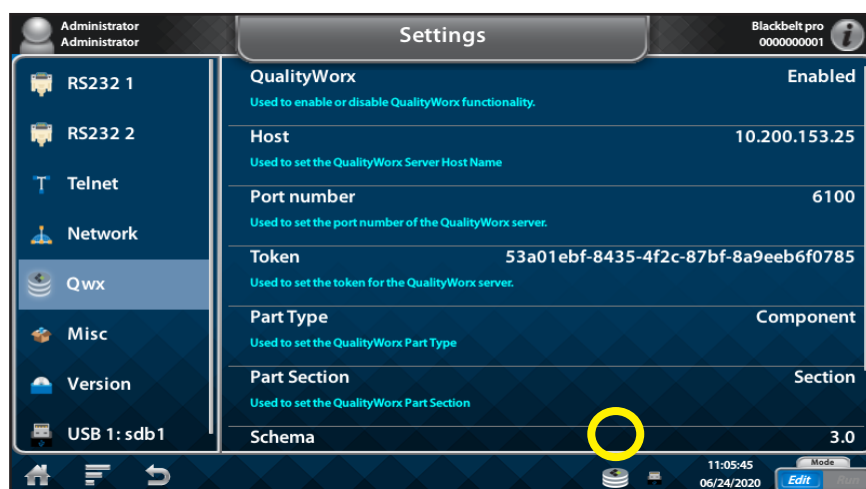 Administrator
Administrator
Settings
Blackbelt pro
0000000001
RS232 1
RS232 2
Telnet
Network
Qwx
Misc
Version
USB 1: sdb1
QualityWorx Enabled
Used to enable or disable QualityWorx functionality.
Host 10.200.153.25
Used to set the QualityWorx Server Host Name
Port number 6100
Used to set the port number of the QualityWorx server.
Token 53a01ebf-8435-4f2c-87bf-8a9eeb6f0785
Used to set the token for the QualityWorx server.
Part Type Component
Used to set the QualityWorx Part Type
Part Section Section
Used to set the QualityWorx Part Section
Schema 3.0
11:05:45
06/24/2020
Mode
Edit Run